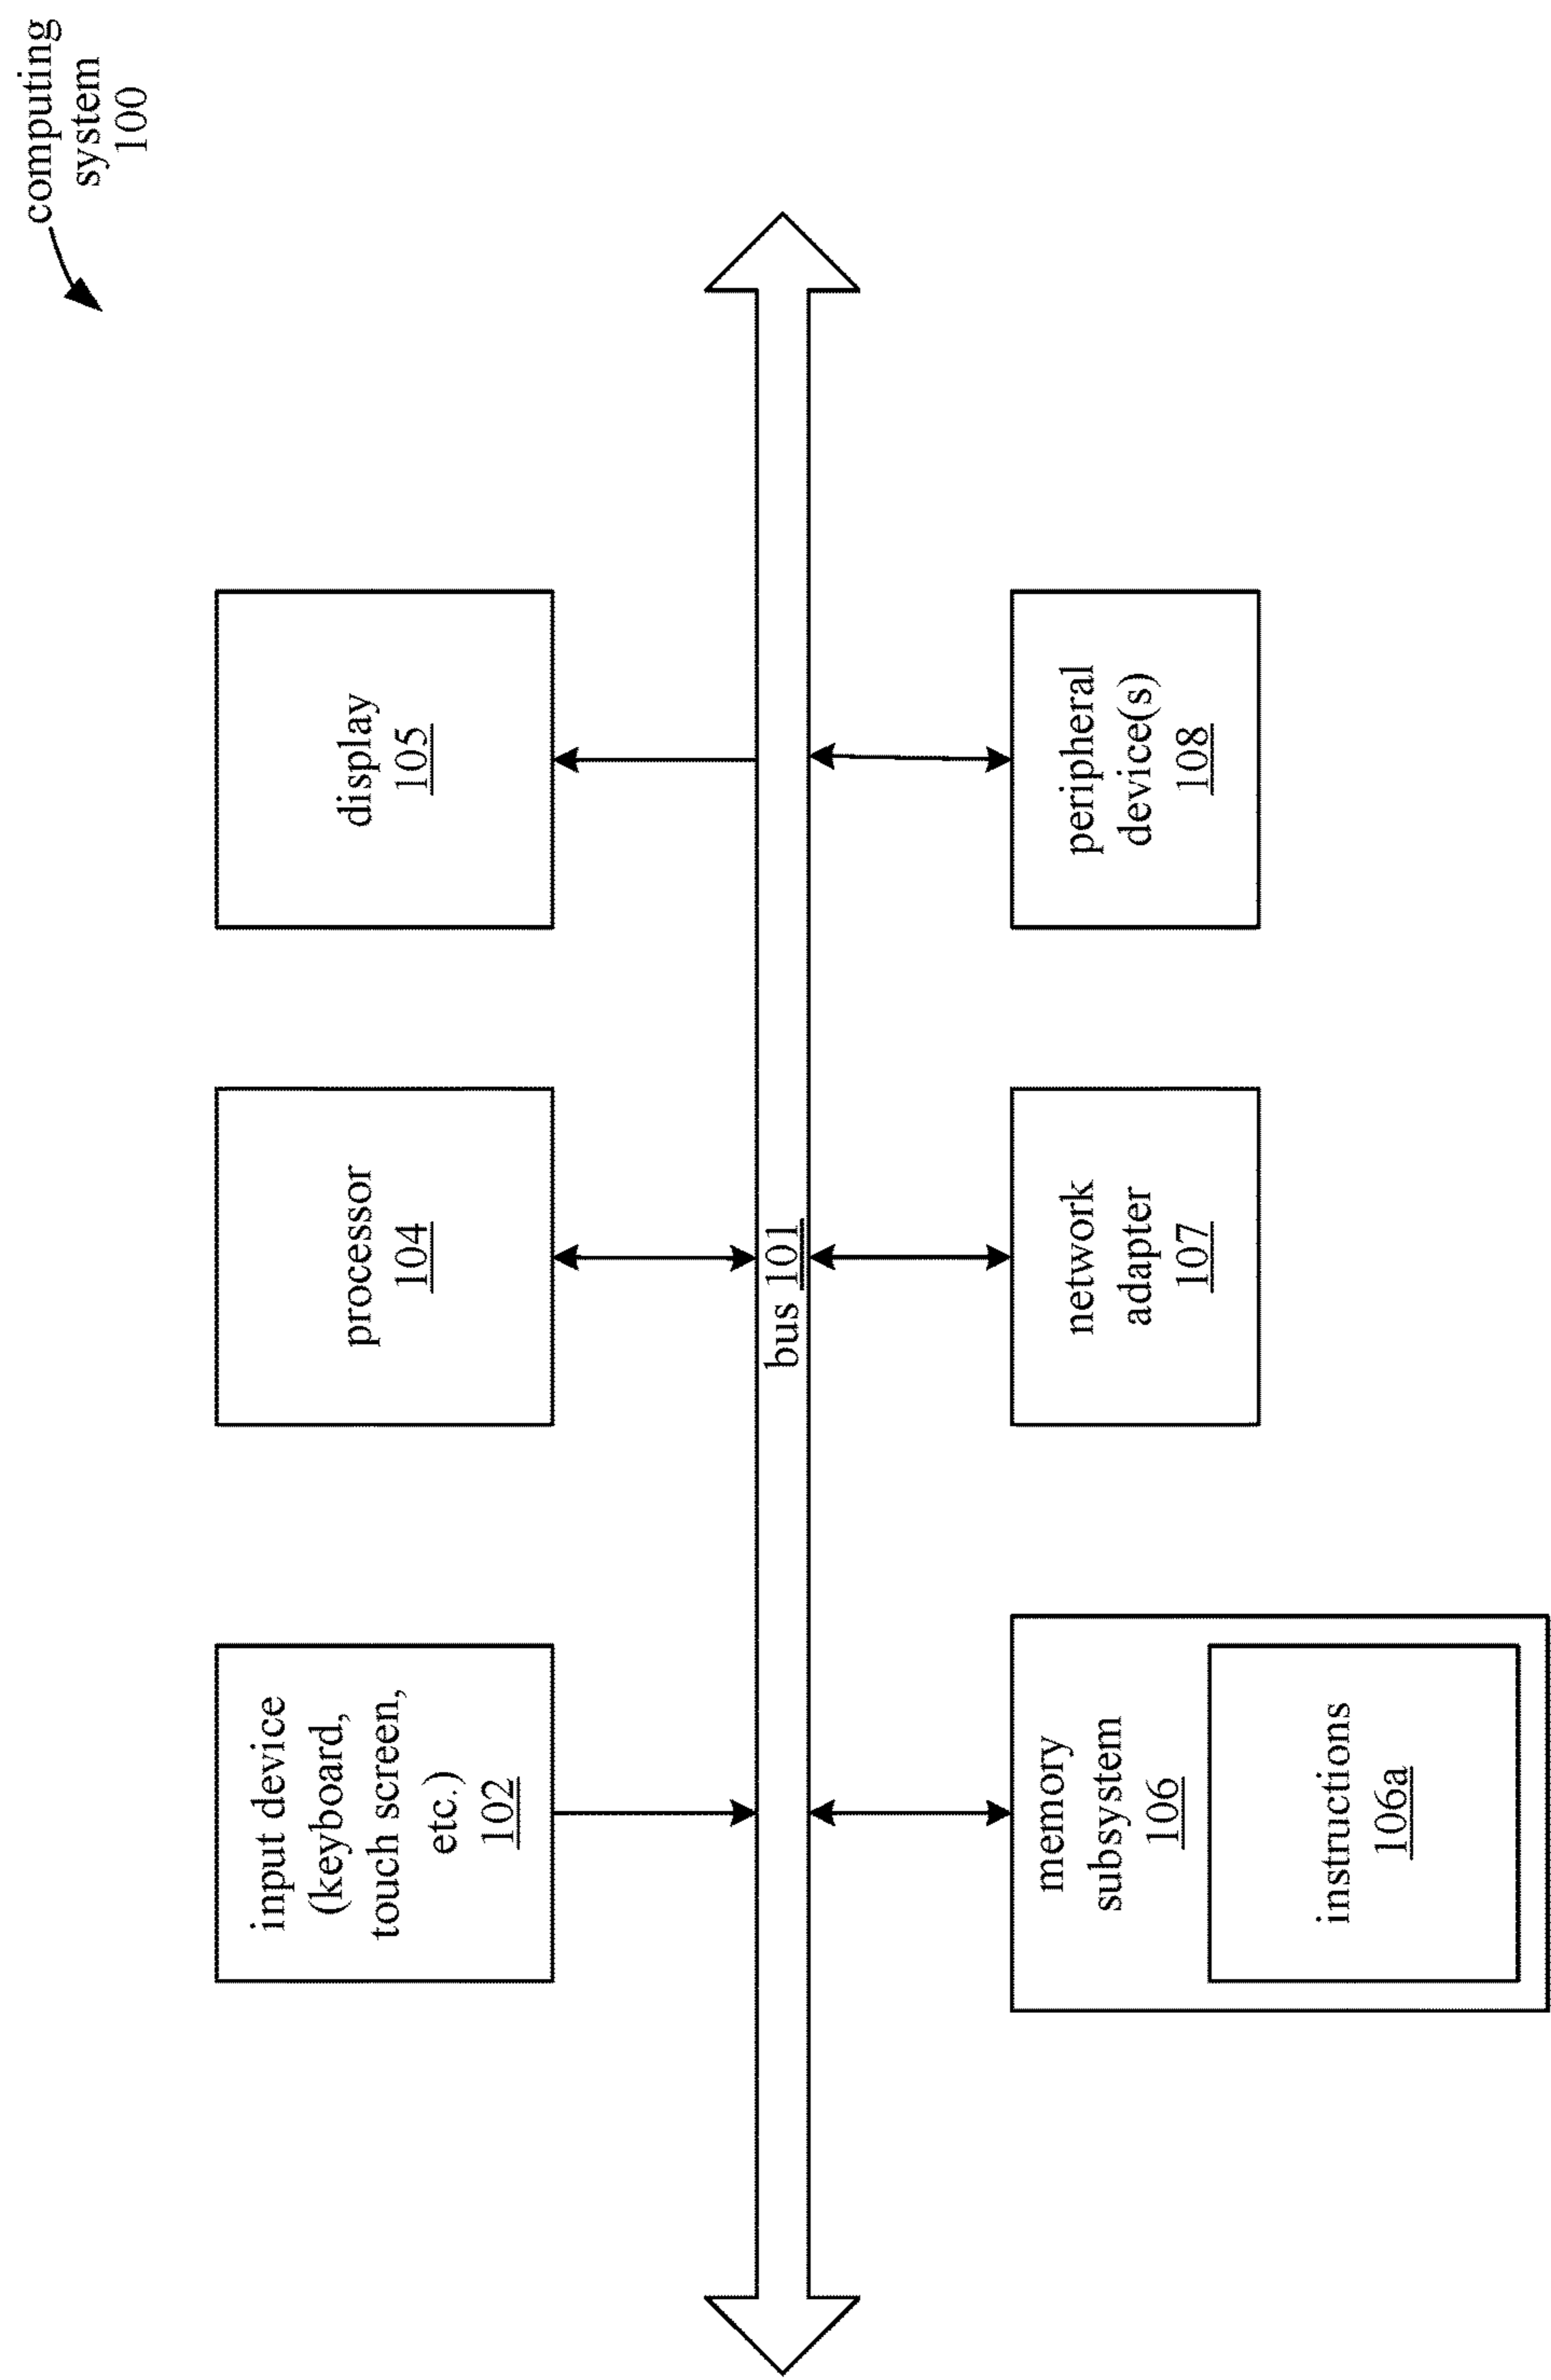 computing
system
100
input device
(keyboard,
touch screen,
etc.)
102
processor
104
display
105
bus 101
memory
subsystem
106
instructions
106a
network
adapter
107
peripheral
device(s)
108